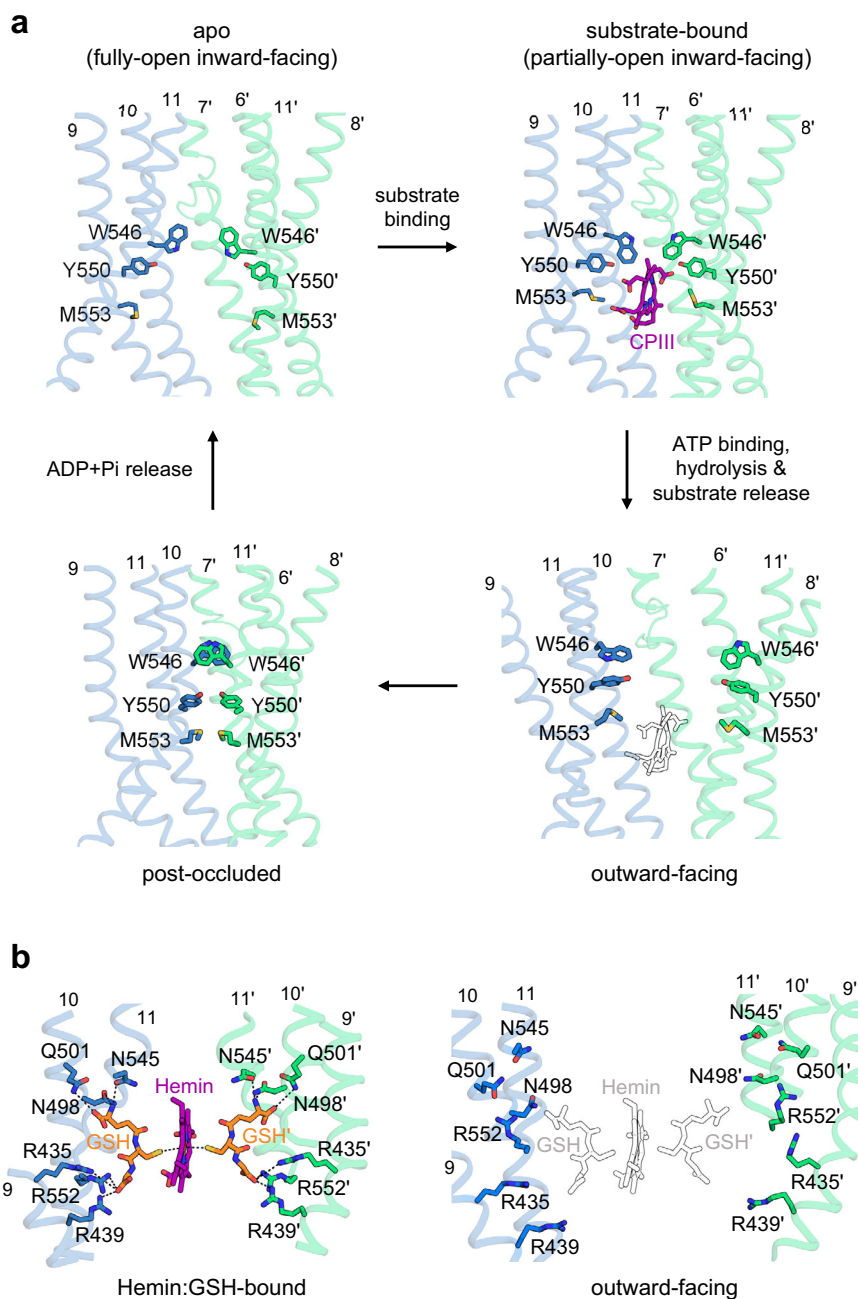 a
apo
(fully-open inward-facing)
substrate-bound
(partially-open inward-facing)
9
10
11
7'
6'
11'
8'
W546
Y550
M553
W546'
Y550'
M553'
substrate
binding
9
10
11
7'
6'
11'
8'
W546
Y550
M553
W546'
Y550'
M553'
CPIII
ADP+Pi release
ATP binding,
hydrolysis &
substrate release
9
11
10
7'
11'
6'
8'
W546
Y550
M553
W546'
Y550'
M553'
post-occluded
9
11
10
7'
6'
11'
8'
W546
Y550
M553
W546'
Y550'
M553'
outward-facing
b
10
11
11'
10'
9'
Q501
N545
N498
GSH
R435
R552
R439
9
Hemin
N545'
Q501'
N498'
GSH'
R435'
R552'
R439'
Hemin:GSH-bound
10
11
11'
10'
9'
N545
Q501
N498
R552
GSH
9
R435
R439
Hemin
GSH'
N545'
Q501'
N498'
R552'
R435'
R439'
outward-facing